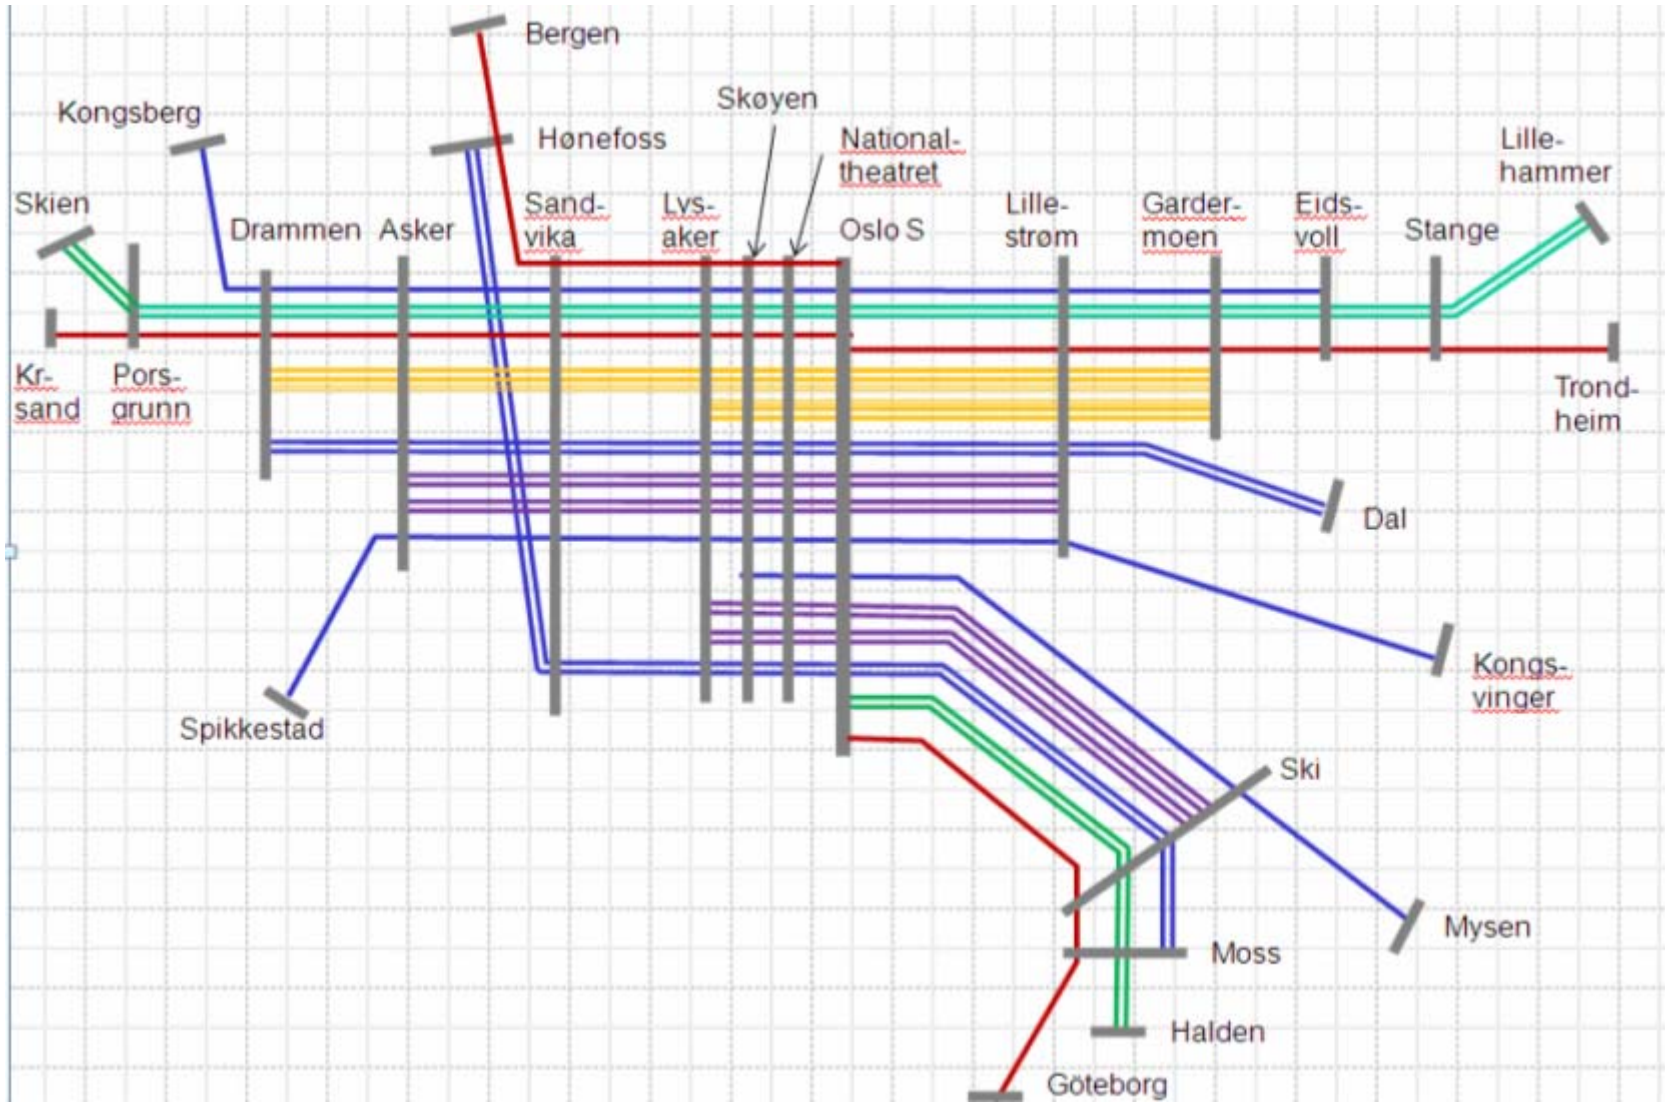 Bergen
Skøyen
Kongsberg
Hønefoss
National-
theatret
Lille-
hammer
Skien
Drammen
Asker
Sand-
vika
Lys-
aker
Oslo S
Lille-
strøm
Garder-
moen
Eids-
voll
Stange
Kr-
sand
Pors-
grunn
Trond-
heim
Dal
Kongs-
vinger
Spikkestad
Ski
Mysen
Moss
Halden
Göteborg